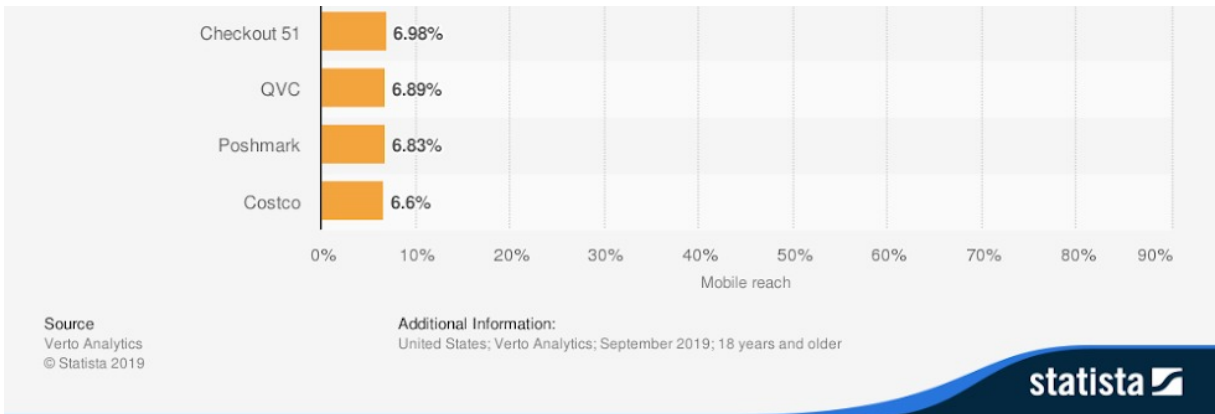 Checkout 51 6.98%
QVC 6.89%
Poshmark 6.83%
Costco 6.6%
0% 10% 20% 30% 40% 50% 60% 70% 80% 90%
Mobile reach
Source
Verto Analytics
© Statista 2019
Additional Information:
United States; Verto Analytics; September 2019; 18 years and older
statista